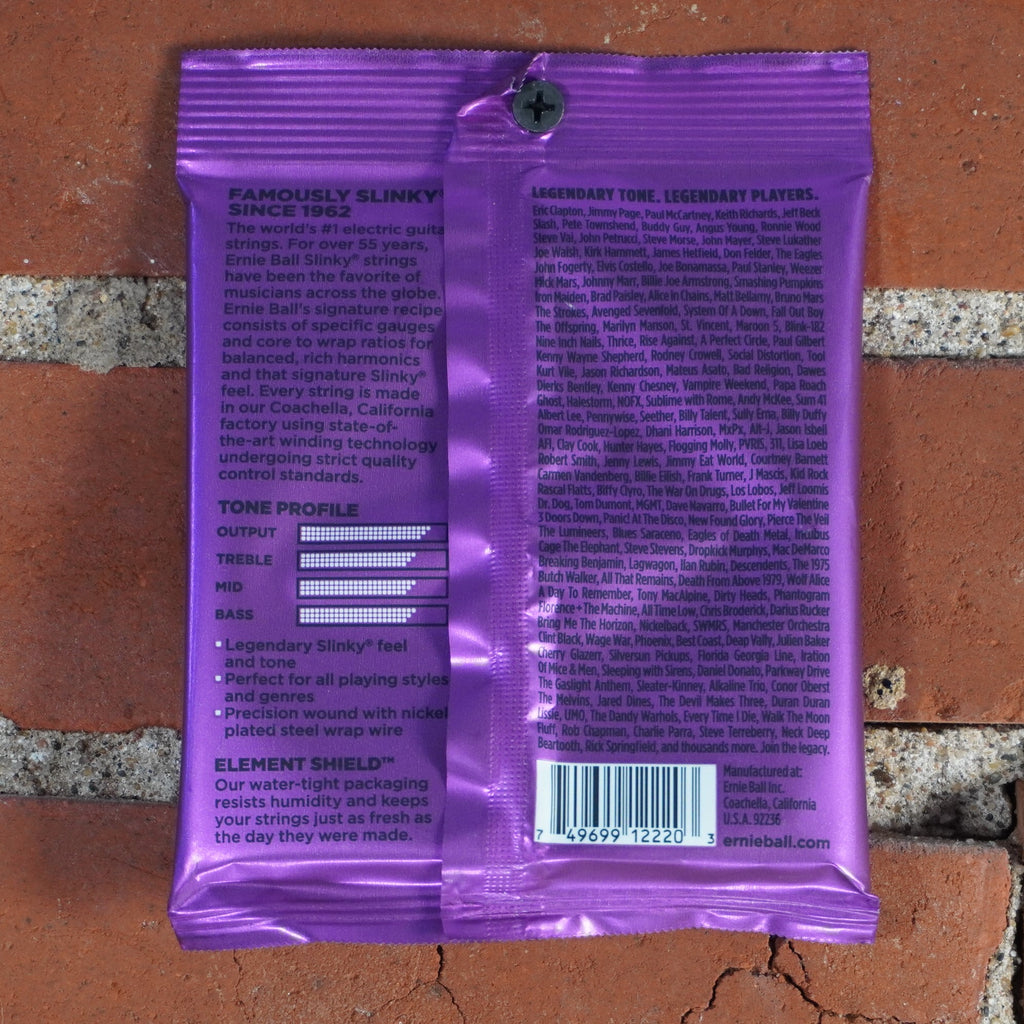 FAMOUSLY SLINKY®
SINCE 1962
The world's #1 electric guita
strings. For over 55 years,
Ernie Ball Slinky® strings
have been the favorite of
musicians across the globe.
Ernie Ball's signature recipe
consists of specific gauges
and core to wrap ratios for
balanced, rich harmonics
and that signature Slinky®
feel. Every string is made
in our Coachella, California
factory using state-of-
the-art winding technology
undergoing strict quality
control standards.
TONE PROFILE
OUTPUT
TREBLE
MID
BASS
Legendary Slinky® feel
and tone
Perfect for all playing styles
and genres
Precision wound with nickel
plated steel wrap wire
ELEMENT SHIELD™
Our water-tight packaging
resists humidity and keeps
your strings just as fresh as
the day they were made.
LEGENDARY TONE. LEGENDARY PLAYERS.
Eric Clapton, Jimmy Page, Paul McCartney, Keith Richards, Jeff Beck
Slash, Pete Townshend, Buddy Guy, Angus Young, Ronnie Wood
Steve Vai, John Petrucci, Steve Morse, John Mayer, Steve Lukather
Joe Walsh, Kirk Hammett, James Hetfield, Don Felder, The Eagles
John Fogerty, Elvis Costello, Joe Bonamassa, Paul Stanley, Weezer
Mick Mars, Johnny Marr, Billie Joe Armstrong, Smashing Pumpkins
Iron Maiden, Brad Paisley, Alice in Chains, Matt Bellamy, Bruno Mars
The Strokes, Avenged Sevenfold, System Of A Down, Fall Out Boy
The Offspring, Marilyn Manson, St. Vincent, Maroon 5, Blink-182
Nine Inch Nails, Thrice, Rise Against, A Perfect Circle, Paul Gilbert
Kenny Wayne Shepherd, Rodney Crowell, Social Distortion, Tool
Kurt Vile, Jason Richardson, Mateus Asato, Bad Religion, Dawes
Dierks Bentley, Kenny Chesney, Vampire Weekend, Papa Roach
Ghost, Halestorm, NOFX, Sublime with Rome, Andy McKee, Sum 41
Albert Lee, Pennywise, Seether, Billy Talent, Sully Erna, Billy Duffy
Omar Rodriguez-Lopez, Dhani Harrison, MxPx, Alt-J, Jason Isbell
AFI, Clay Cook, Hunter Hayes, Flogging Molly, PVRIS, 311, Lisa Loeb
Robert Smith, Jenny Lewis, Jimmy Eat World, Courtney Barnett
Carmen Vandenberg, Billie Eilish, Frank Turner, J Mascis, Kid Rock
Rascal Flatts, Biffy Clyro, The War On Drugs, Los Lobos, Jeff Loomis
Dr. Dog, Tom Dumont, MGMT, Dave Navarro, Bullet For My Valentine
3 Doors Down, Panic! At The Disco, New Found Glory, Pierce The Veil
The Lumineers, Blues Saraceno, Eagles of Death Metal, Incubus
Cage The Elephant, Steve Stevens, Dropkick Murphys, Mac DeMarco
Breaking Benjamin, Lagwagon, Ilan Rubin, Descendents, The 1975
Butch Walker, All That Remains, Death From Above 1979, Wolf Alice
A Day To Remember, Tony MacAlpine, Dirty Heads, Phantogram
Florence + The Machine, All Time Low, Chris Broderick, Darius Rucker
Bring Me The Horizon, Nickelback, SWMRS, Manchester Orchestra
Clint Black, Wage War, Phoenix, Best Coast, Deap Vally, Julien Baker
Cherry Glazerr, Silversun Pickups, Florida Georgia Line, Iration
Of Mice & Men, Sleeping with Sirens, Daniel Donato, Parkway Drive
The Gaslight Anthem, Sleater-Kinney, Alkaline Trio, Conor Oberst
The Melvins, Jared Dines, The Devil Makes Three, Duran Duran
Lissie, UMO, The Dandy Warhols, Every Time I Die, Walk The Moon
Fluff, Rob Chapman, Charlie Parra, Steve Terreberry, Neck Deep
Beartooth, Rick Springfield, and thousands more. Join the legacy.
7 49699 12220 3
Manufactured at:
Ernie Ball Inc.
Coachella, California
U.S.A. 92236
ernieball.com